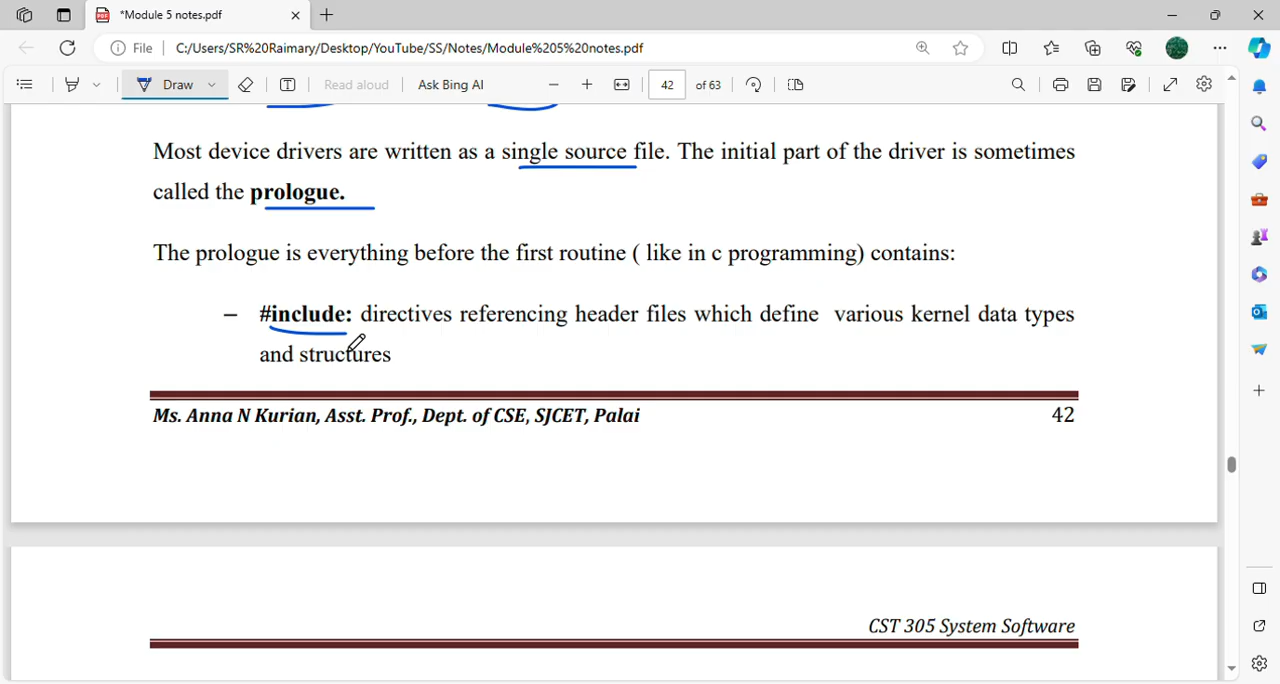 *Module 5 notes.pdf
File
C:/Users/SR%20Raimary/Desktop/YouTube/SS/Notes/Module%205%20notes.pdf
Draw
Read aloud
Ask Bing AI
42
of 63
Most device drivers are written as a single source file. The initial part of the driver is sometimes
called the prologue.
The prologue is everything before the first routine ( like in c programming) contains:
– #include: directives referencing header files which define various kernel data types
and structures
Ms. Anna N Kurian, Asst. Prof., Dept. of CSE, SJCET, Palai 42
CST 305 System Software